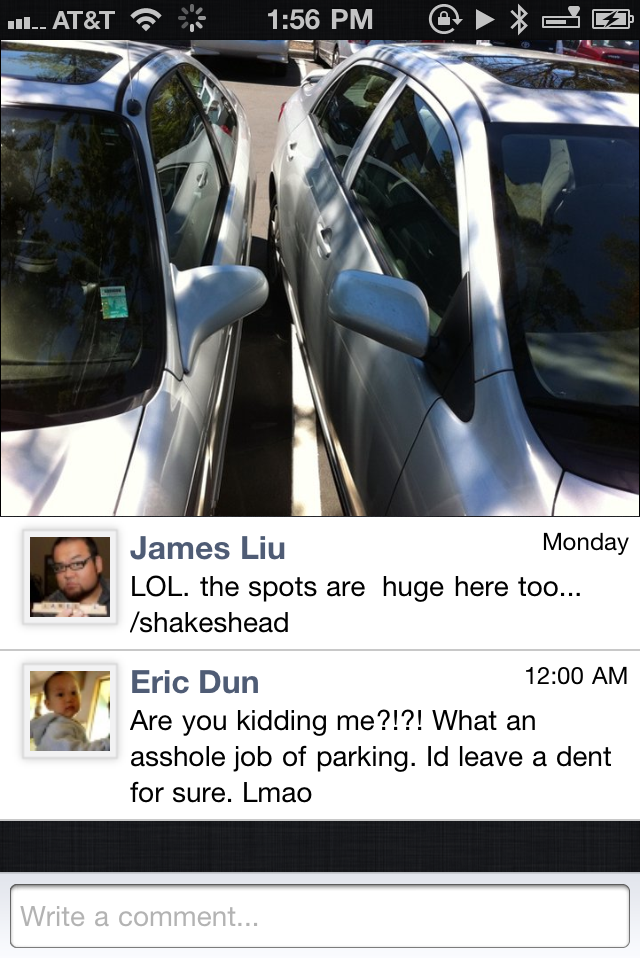 AT&T 1:56 PM
James Liu Monday
LOL. the spots are  huge here too...
/shakeshead
Eric Dun 12:00 AM
Are you kidding me?!?! What an
asshole job of parking. Id leave a dent
for sure. Lmao
Write a comment...